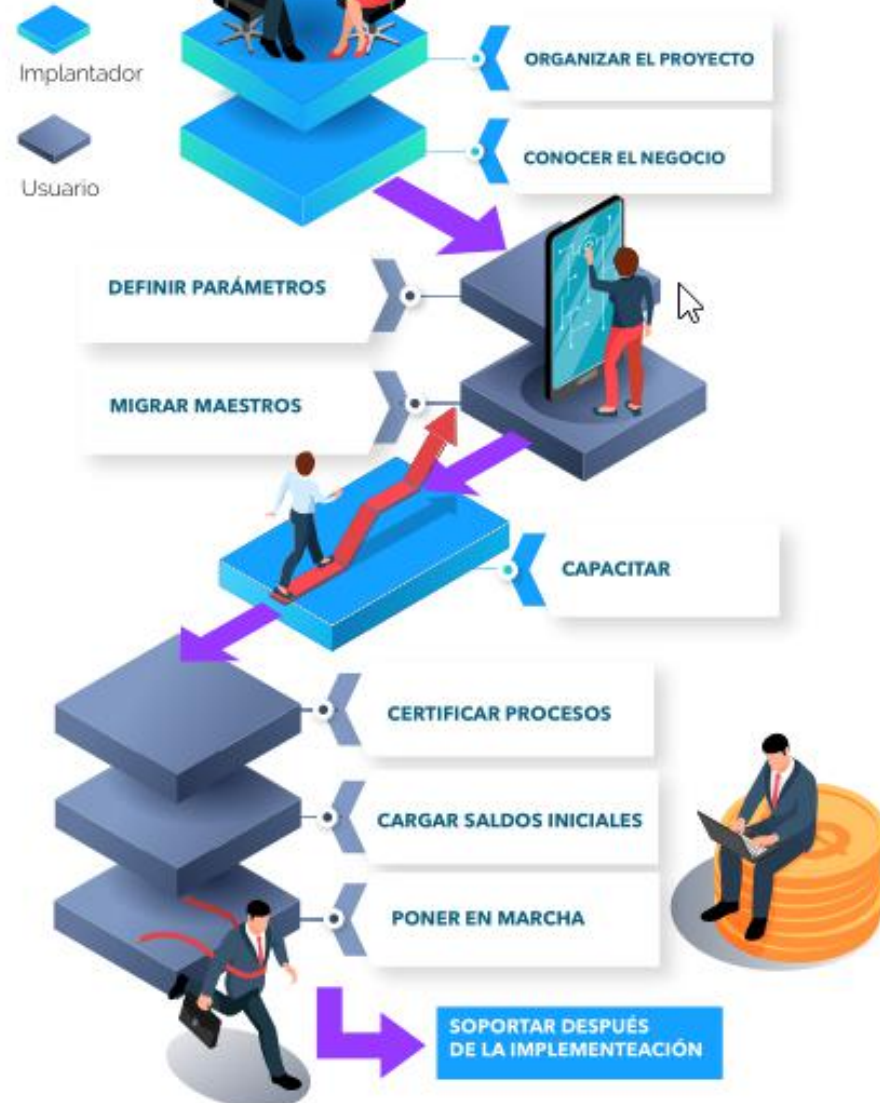 Implantador
Usuario
ORGANIZAR EL PROYECTO
CONOCER EL NEGOCIO
DEFINIR PARÁMETROS
MIGRAR MAESTROS
CAPACITAR
CERTIFICAR PROCESOS
CARGAR SALDOS INICIALES
PONER EN MARCHA
SOPORTAR DESPUÉS
DE LA IMPLEMENTEACIÓN